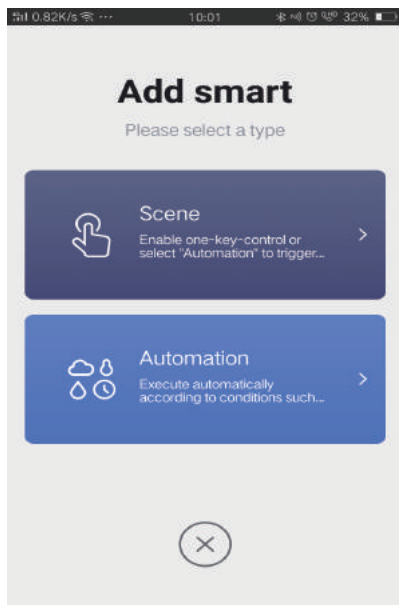 0.82K/s ... 10:01 32%
Add smart
Please select a type
Scene
Enable one-key-control or
select "Automation" to trigger...
Automation
Execute automatically
according to conditions such...